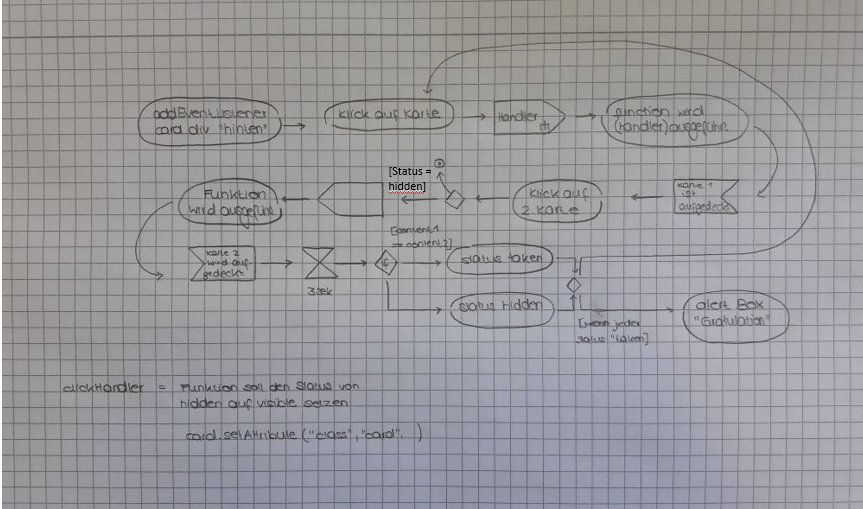 addEventListener
card.div "hinten"
Klick auf Karte
Handler
function wird
(Handler) ausgeführt
[Status =
hidden]
Funktion
wird ausgeführt
Klick auf
2. Karte
Karte 1
ist
aufgedeckt
[content1
== content2]
Karte 2
wird auf-
gedeckt
3 sek
if
status taken
status hidden
[wenn jeder
status "taken]
alert Box
"Gratulation"
clickHandler = Funktion soll den Status von
hidden auf visible setzen
card.setAttribute ("class", "card". )